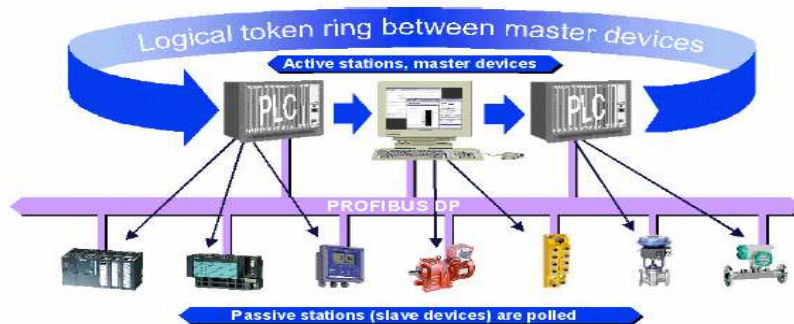 Logical token ring between master devices
Active stations, master devices
PLC
PLC
PROFIBUS DP
Passive stations (slave devices) are polled